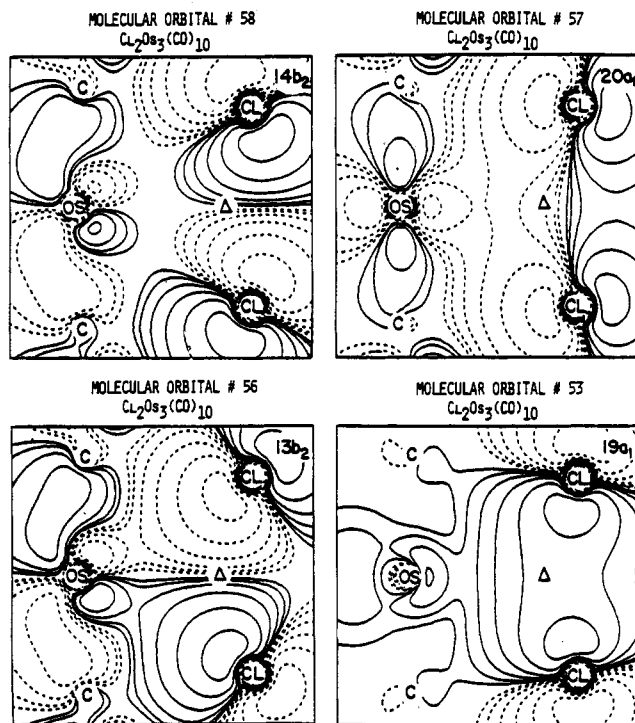 MOLECULAR ORBITAL # 58
CL₂OS₃(CO)₁₀
14b₂
C
CL
OS
Δ
C
CL
MOLECULAR ORBITAL # 57
CL₂OS₃(CO)₁₀
20a₁
C
CL
OS
Δ
C
CL
MOLECULAR ORBITAL # 56
CL₂OS₃(CO)₁₀
13b₂
C
CL
OS
Δ
C
CL
MOLECULAR ORBITAL # 53
CL₂OS₃(CO)₁₀
19a₁
C
CL
OS
Δ
C
CL